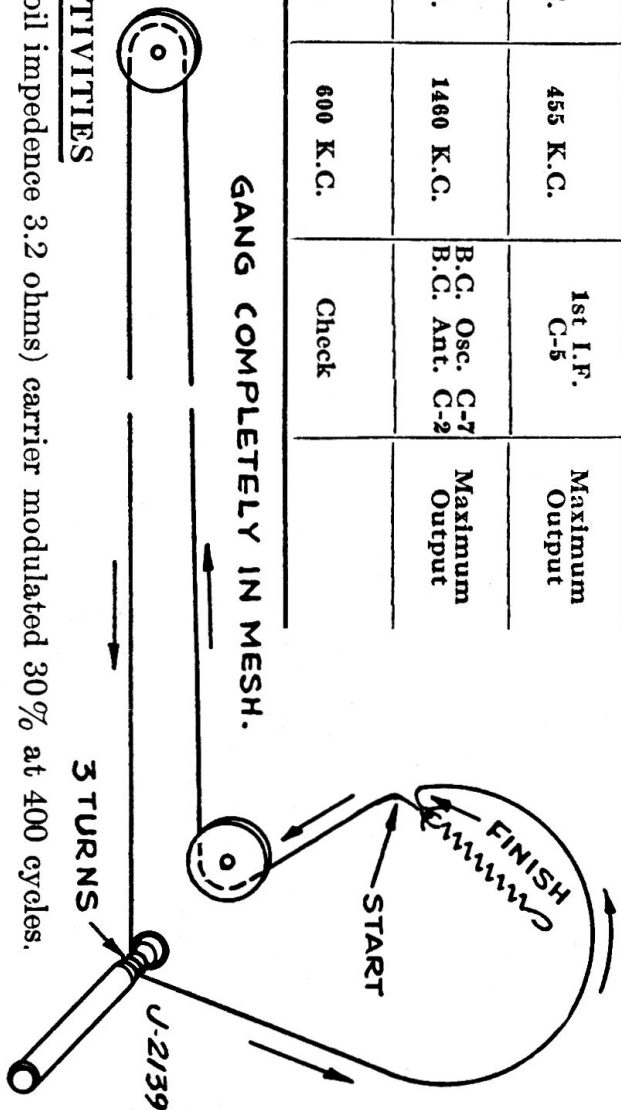 455 K.C. 1st I.F. Maximum
C-5 Output
1460 K.C. B.C. Osc. C-7 Maximum
B.C. Ant. C-2 Output
600 K.C. Check
FINISH
START
GANG COMPLETELY IN MESH.
3 TURNS
J-2139
TIVITIES
oil impedence 3.2 ohms) carrier modulated 30% at 400 cycles.